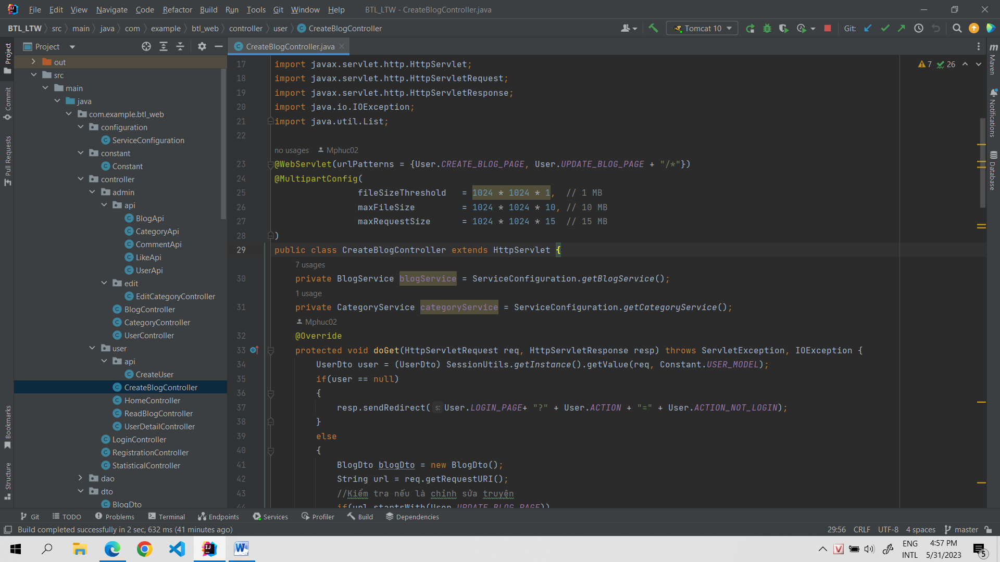 File Edit View Navigate Code Refactor Build Run Tools Git Window Help BTL_LTW - CreateBlogController.java
BTL_LTW src main java com example btl_web controller user CreateBlogController Tomcat 10 Git:
Project
CreateBlogController.java
out
src
main
java
com.example.btl_web
configuration
ServiceConfiguration
constant
Constant
controller
admin
api
BlogApi
CategoryApi
CommentApi
LikeApi
UserApi
edit
EditCategoryController
BlogController
CategoryController
UserController
user
api
CreateUser
CreateBlogController
HomeController
ReadBlogController
UserDetailController
LoginController
RegistrationController
StatisticalController
dao
dto
BlogDto
Project
Commit
Pull Requests
Bookmarks
Structure
7 26
17 import javax.servlet.http.HttpServlet;
18 import javax.servlet.http.HttpServletRequest;
19 import javax.servlet.http.HttpServletResponse;
20 import java.io.IOException;
21 import java.util.List;
22
no usages Mphuc02
23 @WebServlet(urlPatterns = {User.CREATE_BLOG_PAGE, User.UPDATE_BLOG_PAGE + "/*"})
24 @MultipartConfig(
25 fileSizeThreshold = 1024 * 1024 * 1, // 1 MB
26 maxFileSize = 1024 * 1024 * 10, // 10 MB
27 maxRequestSize = 1024 * 1024 * 15 // 15 MB
28 )
29 public class CreateBlogController extends HttpServlet {
7 usages
30 private BlogService blogService = ServiceConfiguration.getBlogService();
1 usage
31 private CategoryService categoryService = ServiceConfiguration.getCategoryService();
Mphuc02
32 @Override
33 protected void doGet(HttpServletRequest req, HttpServletResponse resp) throws ServletException, IOException {
34 UserDto user = (UserDto) SessionUtils.getInstance().getValue(req, Constant.USER_MODEL);
35 if(user == null)
36 {
37 resp.sendRedirect( s: User.LOGIN_PAGE+ "?" + User.ACTION + "=" + User.ACTION_NOT_LOGIN);
38 }
39 else
40 {
41 BlogDto blogDto = new BlogDto();
42 String url = req.getRequestURI();
43 //Kiểm tra nếu là chỉnh sửa truyện
44 if(url.startsWith(User.UPDATE_BLOG_PAGE))
Maven
Notifications
Database
Git TODO Problems Terminal Endpoints Services Profiler Build Dependencies
Build completed successfully in 2 sec, 632 ms (41 minutes ago) 29:56 CRLF UTF-8 4 spaces master
ENG 4:57 PM
INTL 5/31/2023 5